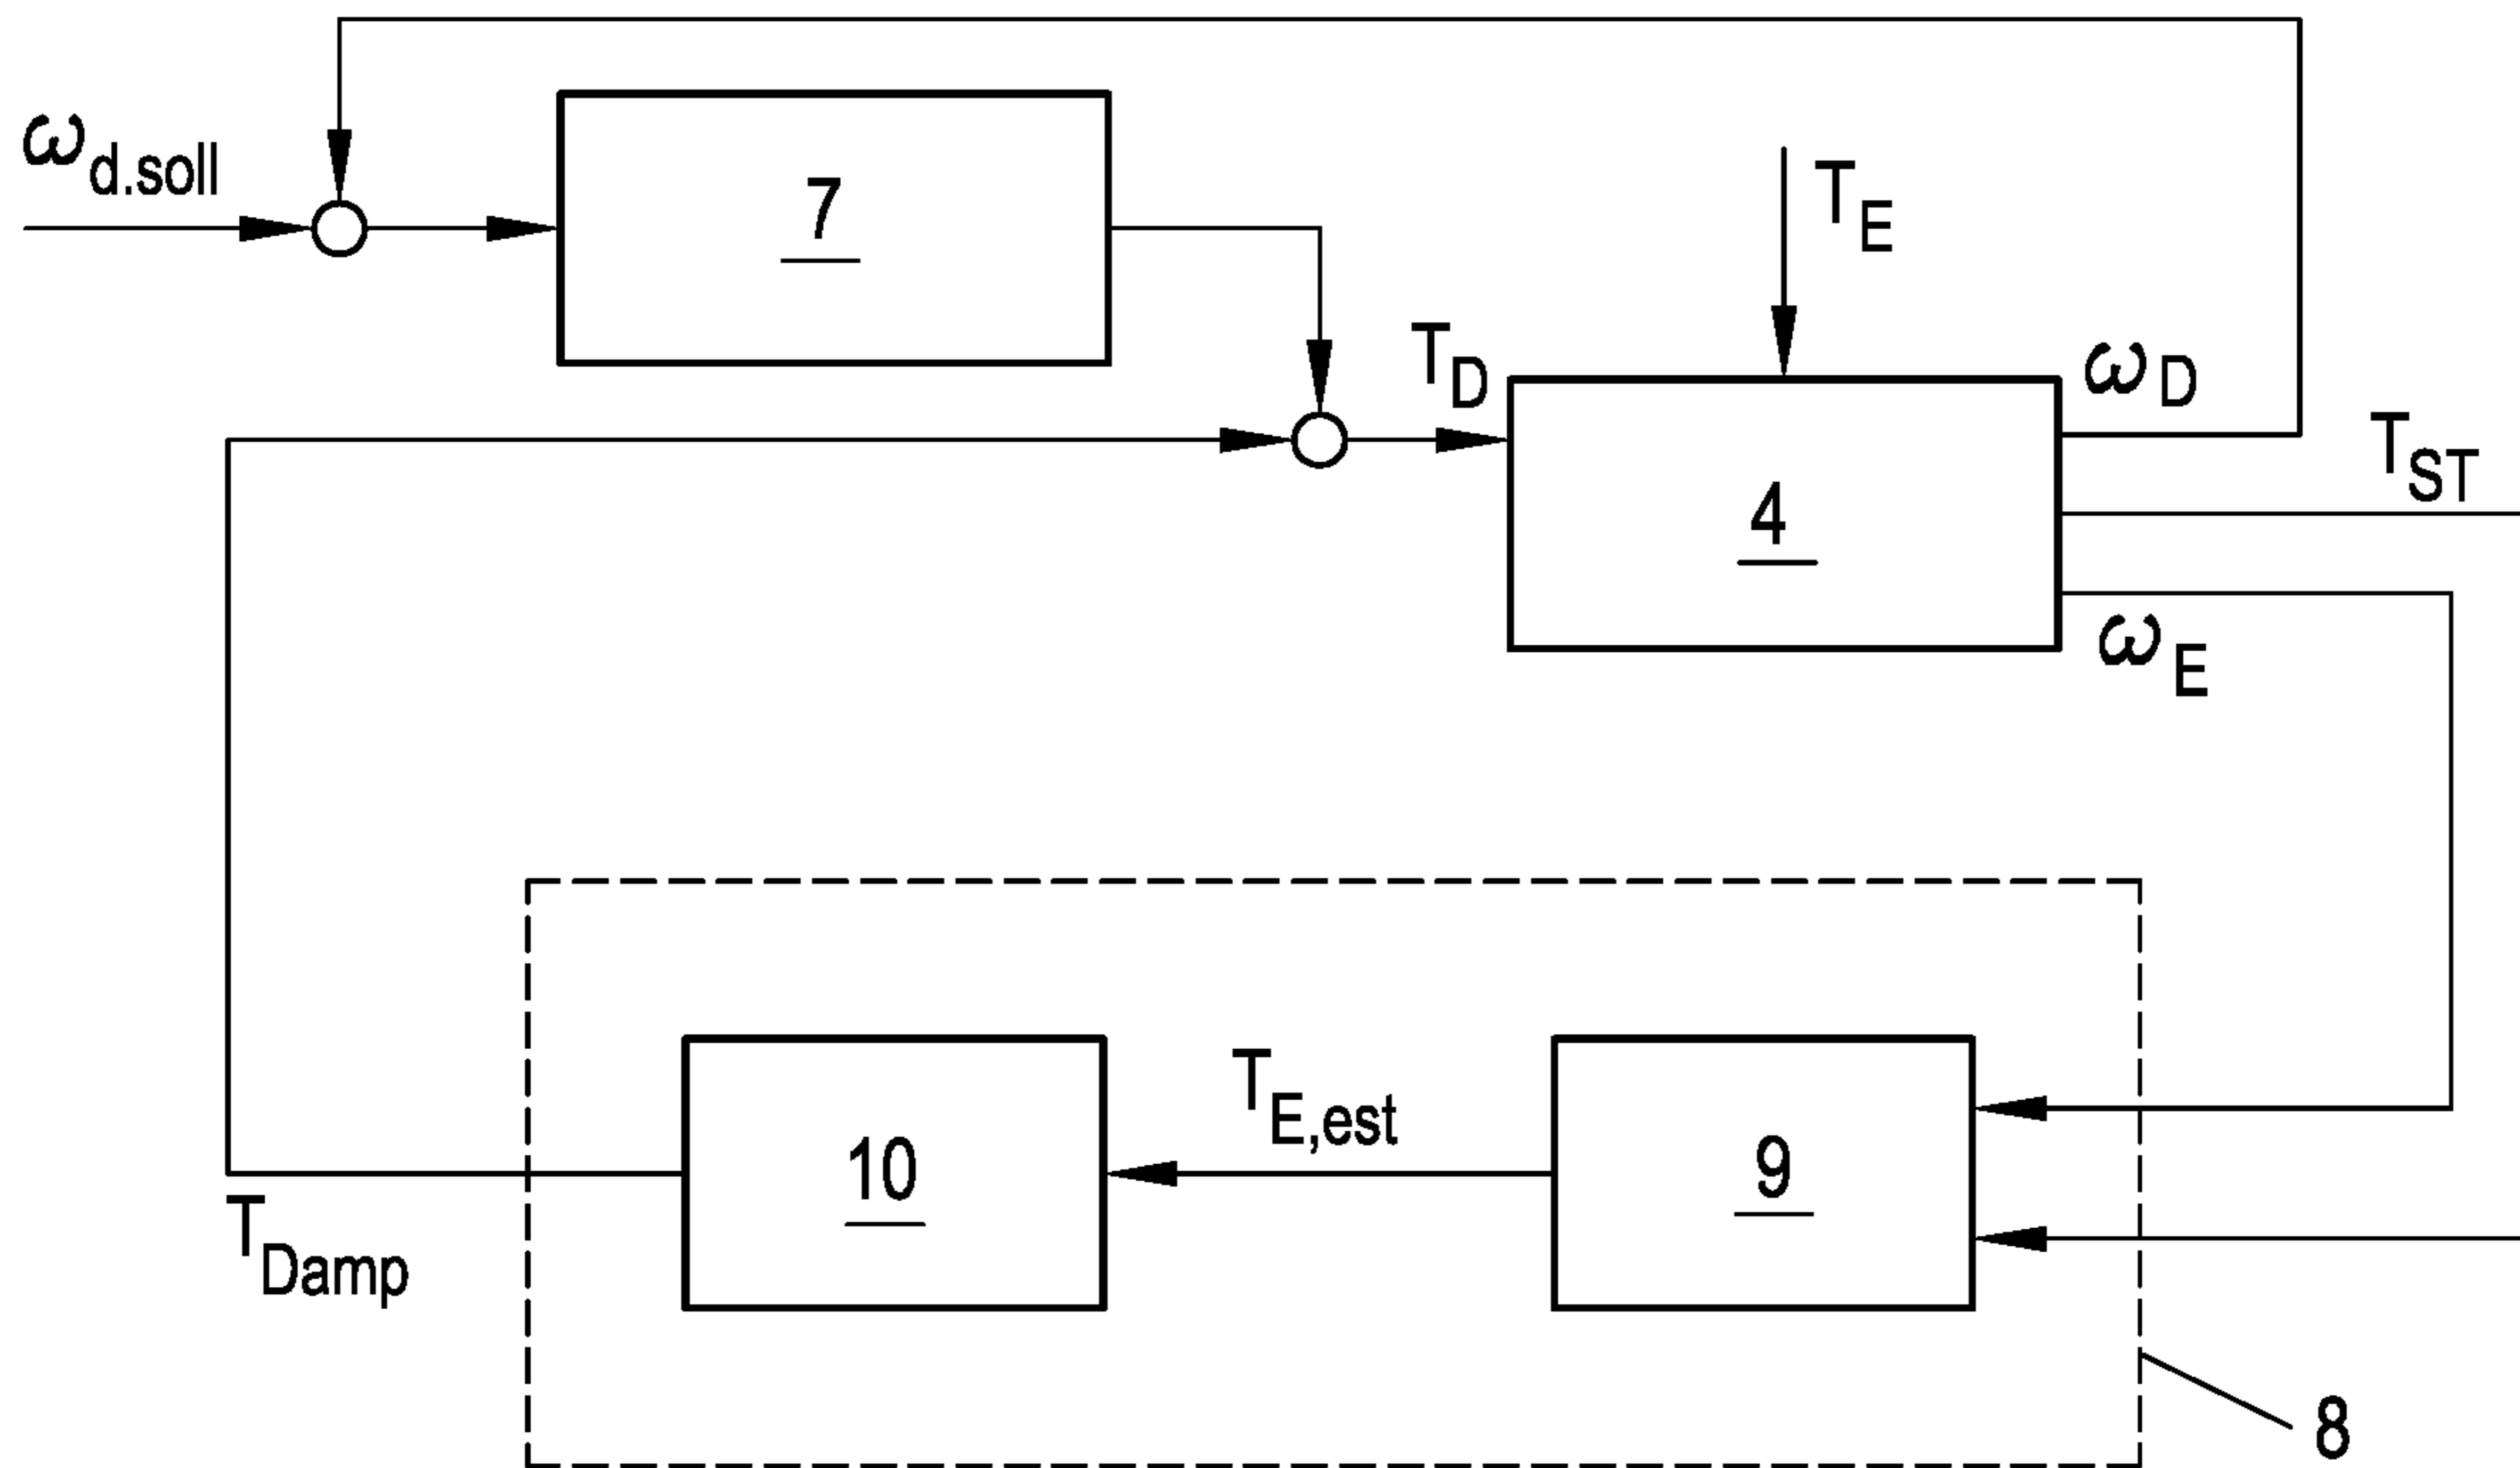 ω d.soll
7
T E
T D
ω D
T ST
4
ω E
T E,est
10
9
T Damp
8